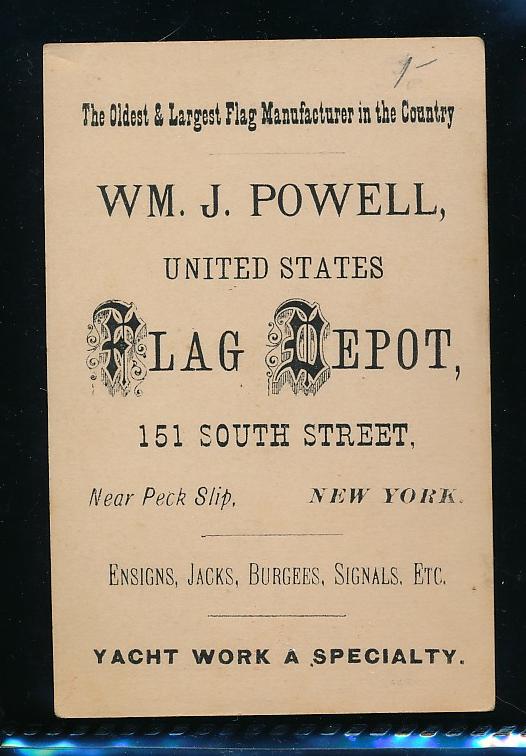 The Oldest & Largest Flag Manufacturer in the Country
WM. J. POWELL,
UNITED STATES
FLAG DEPOT,
151 SOUTH STREET,
Near Peck Slip, NEW YORK.
ENSIGNS, JACKS, BURGEES, SIGNALS, ETC.
YACHT WORK A SPECIALTY.